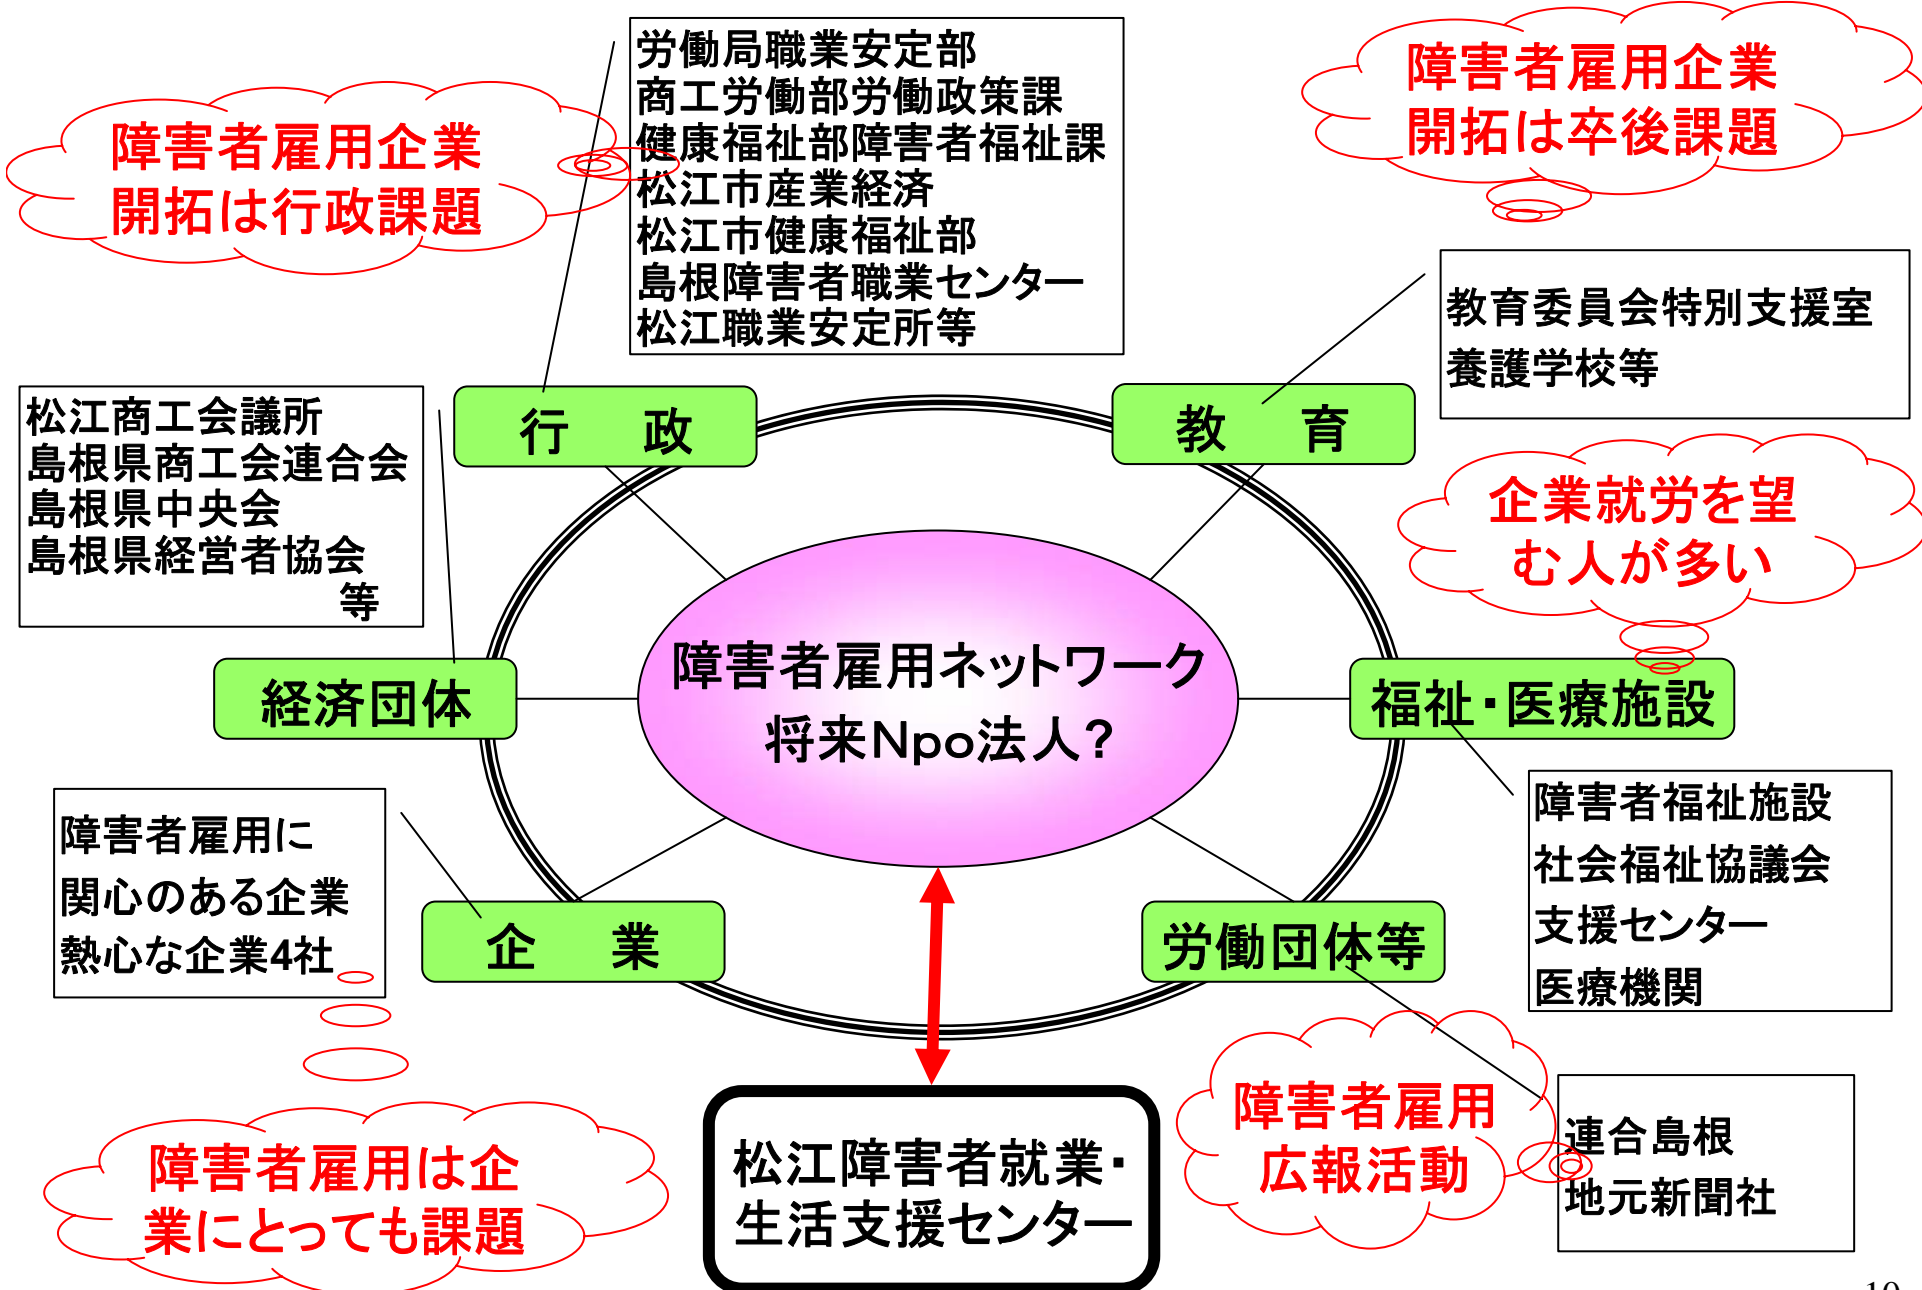 労働局職業安定部
商工労働部労働政策課
健康福祉部障害者福祉課
松江市産業経済
松江市健康福祉部
島根障害者職業センター
松江職業安定所等
障害者雇用企業
開拓は行政課題
障害者雇用企業
開拓は卒後課題
教育委員会特別支援室
養護学校等
松江商工会議所
島根県商工会連合会
島根県中央会
島根県経営者協会
等
行　政
教　育
企業就労を望
む人が多い
障害者雇用ネットワーク
将来Npo法人?
経済団体
福祉・医療施設
障害者雇用に
関心のある企業
熱心な企業4社
障害者福祉施設
社会福祉協議会
支援センター
医療機関
企　業
労働団体等
障害者雇用は企
業にとっても課題
松江障害者就業・
生活支援センター
障害者雇用
広報活動
連合島根
地元新聞社